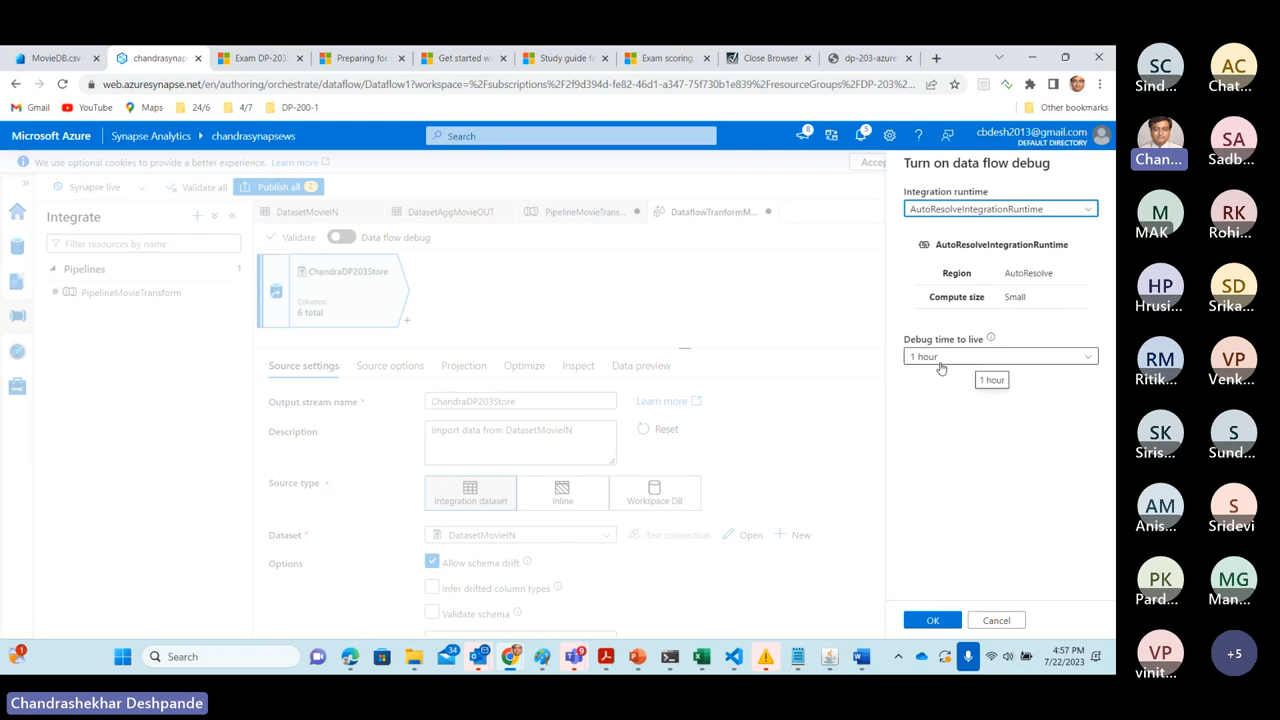 MovieDB.csv
chandrasynaps
Exam DP-203:
Preparing for
Get started wi
Study guide fo
Exam scoring
Close Browser
dp-203-azure
web.azuresynapse.net/en/authoring/orchestrate/dataflow/Dataflow1?workspace=%2Fsubscriptions%2f9d394d-fe82-46d1-a347-75f730b1e839%2FresourceGroups%2FDP-203%2...
Gmail
YouTube
Maps
24/6
4/7
DP-200-1
Other bookmarks
Microsoft Azure
Synapse Analytics
chandrasynapsews
Search
8
5
cbdesh2013@gmail.com
DEFAULT DIRECTORY
We use optional cookies to provide a better experience. Learn more
Accep
Synapse live
Validate all
Publish all
2
Integrate
Filter resources by name
Pipelines
1
PipelineMovieTransform
DatasetMovieIN
DatasetAggMovieOUT
PipelineMovieTrans...
DataflowTranformM...
Validate
Data flow debug
ChandraDP203Store
Columns:
6 total
+
Source settings
Source options
Projection
Optimize
Inspect
Data preview
Output stream name *
ChandraDP203Store
Learn more
Description
Import data from DatasetMovieIN
Reset
Source type *
Integration dataset
Inline
Workspace DB
Dataset *
DatasetMovieIN
Test connection
Open
New
Options
Allow schema drift
Infer drifted column types
Validate schema
Turn on data flow debug
Integration runtime
AutoResolveIntegrationRuntime
AutoResolveIntegrationRuntime
Region
AutoResolve
Compute size
Small
Debug time to live
1 hour
1 hour
OK
Cancel
Search
34
9
4:57 PM
7/22/2023
SC
Sind...
AC
Chat...
Chan...
SA
Sadb...
M
MAK
RK
Rohi...
HP
Hrusi...
SD
Srika...
RM
Ritik...
VP
Venk...
SK
Siris...
S
Sund...
AM
Anis...
S
Sridevi
PK
Pard...
MG
Man...
VP
vinit...
+5
Chandrashekhar Deshpande